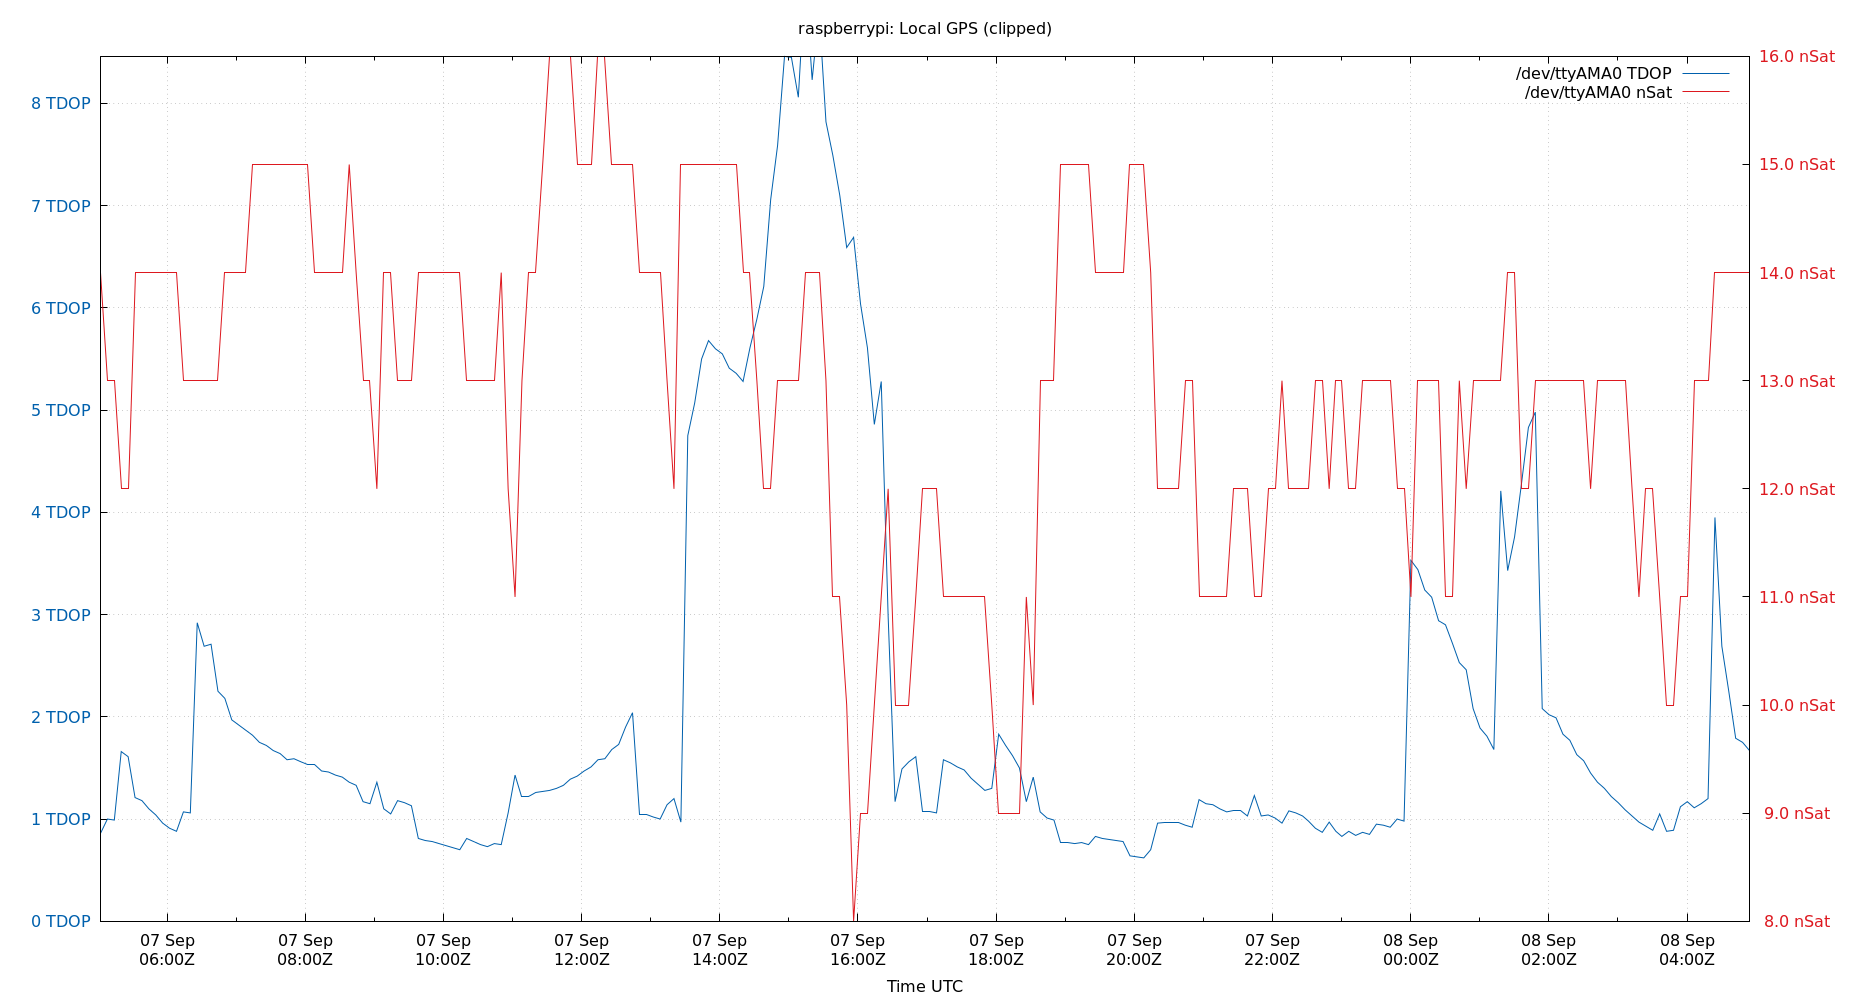 raspberrypi: Local GPS (clipped)
/dev/ttyAMA0 TDOP
/dev/ttyAMA0 nSat
8 TDOP
7 TDOP
6 TDOP
5 TDOP
4 TDOP
3 TDOP
2 TDOP
1 TDOP
0 TDOP
16.0 nSat
15.0 nSat
14.0 nSat
13.0 nSat
12.0 nSat
11.0 nSat
10.0 nSat
9.0 nSat
8.0 nSat
07 Sep
06:00Z
07 Sep
08:00Z
07 Sep
10:00Z
07 Sep
12:00Z
07 Sep
14:00Z
07 Sep
16:00Z
07 Sep
18:00Z
07 Sep
20:00Z
07 Sep
22:00Z
08 Sep
00:00Z
08 Sep
02:00Z
08 Sep
04:00Z
Time UTC